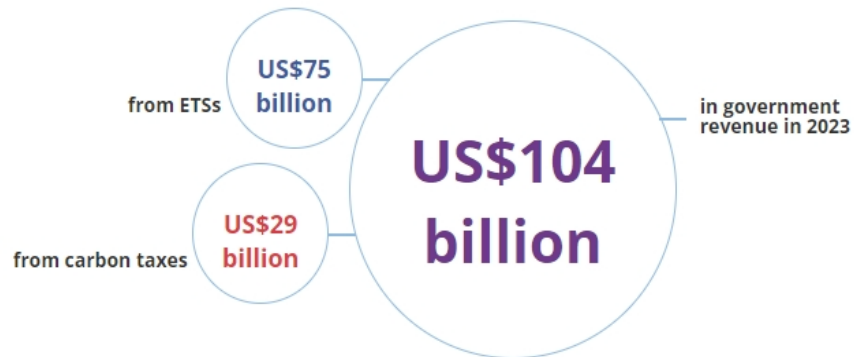 US$75
billion
from ETSs
US$29
billion
from carbon taxes
US$104
billion
in government
revenue in 2023